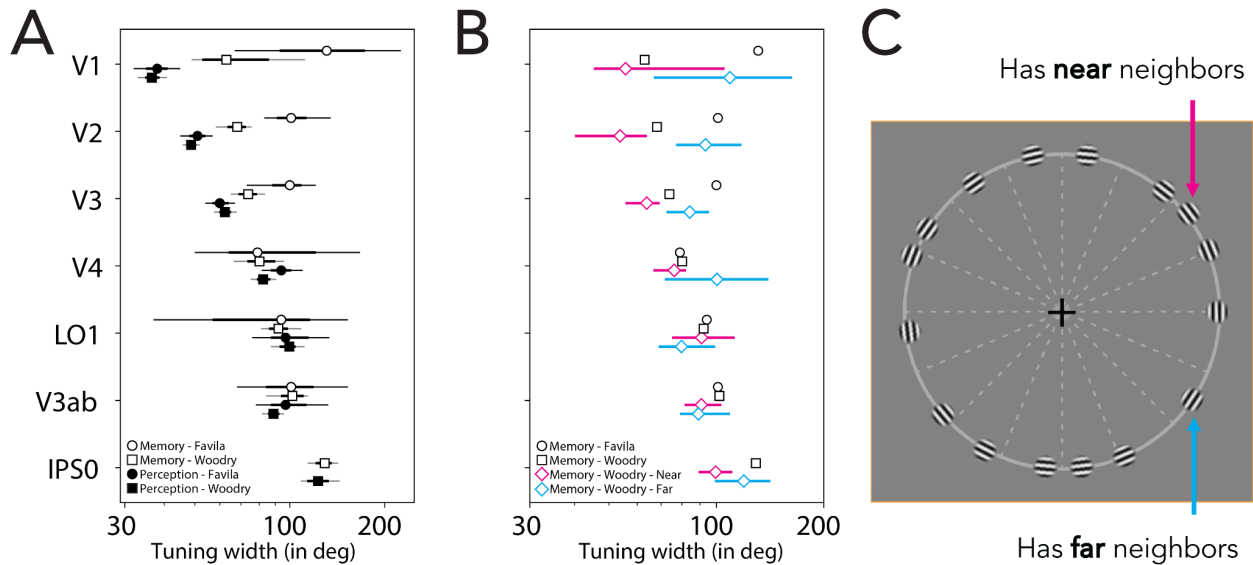 A
V1
V2
V3
V4
LO1
V3ab
IPS0
Memory - Favila
Memory - Woodry
Perception - Favila
Perception - Woodry
30 100 200
Tuning width (in deg)
B
Memory - Favila
Memory - Woodry
Memory - Woodry - Near
Memory - Woodry - Far
30 100 200
Tuning width (in deg)
C
Has near neighbors
Has far neighbors